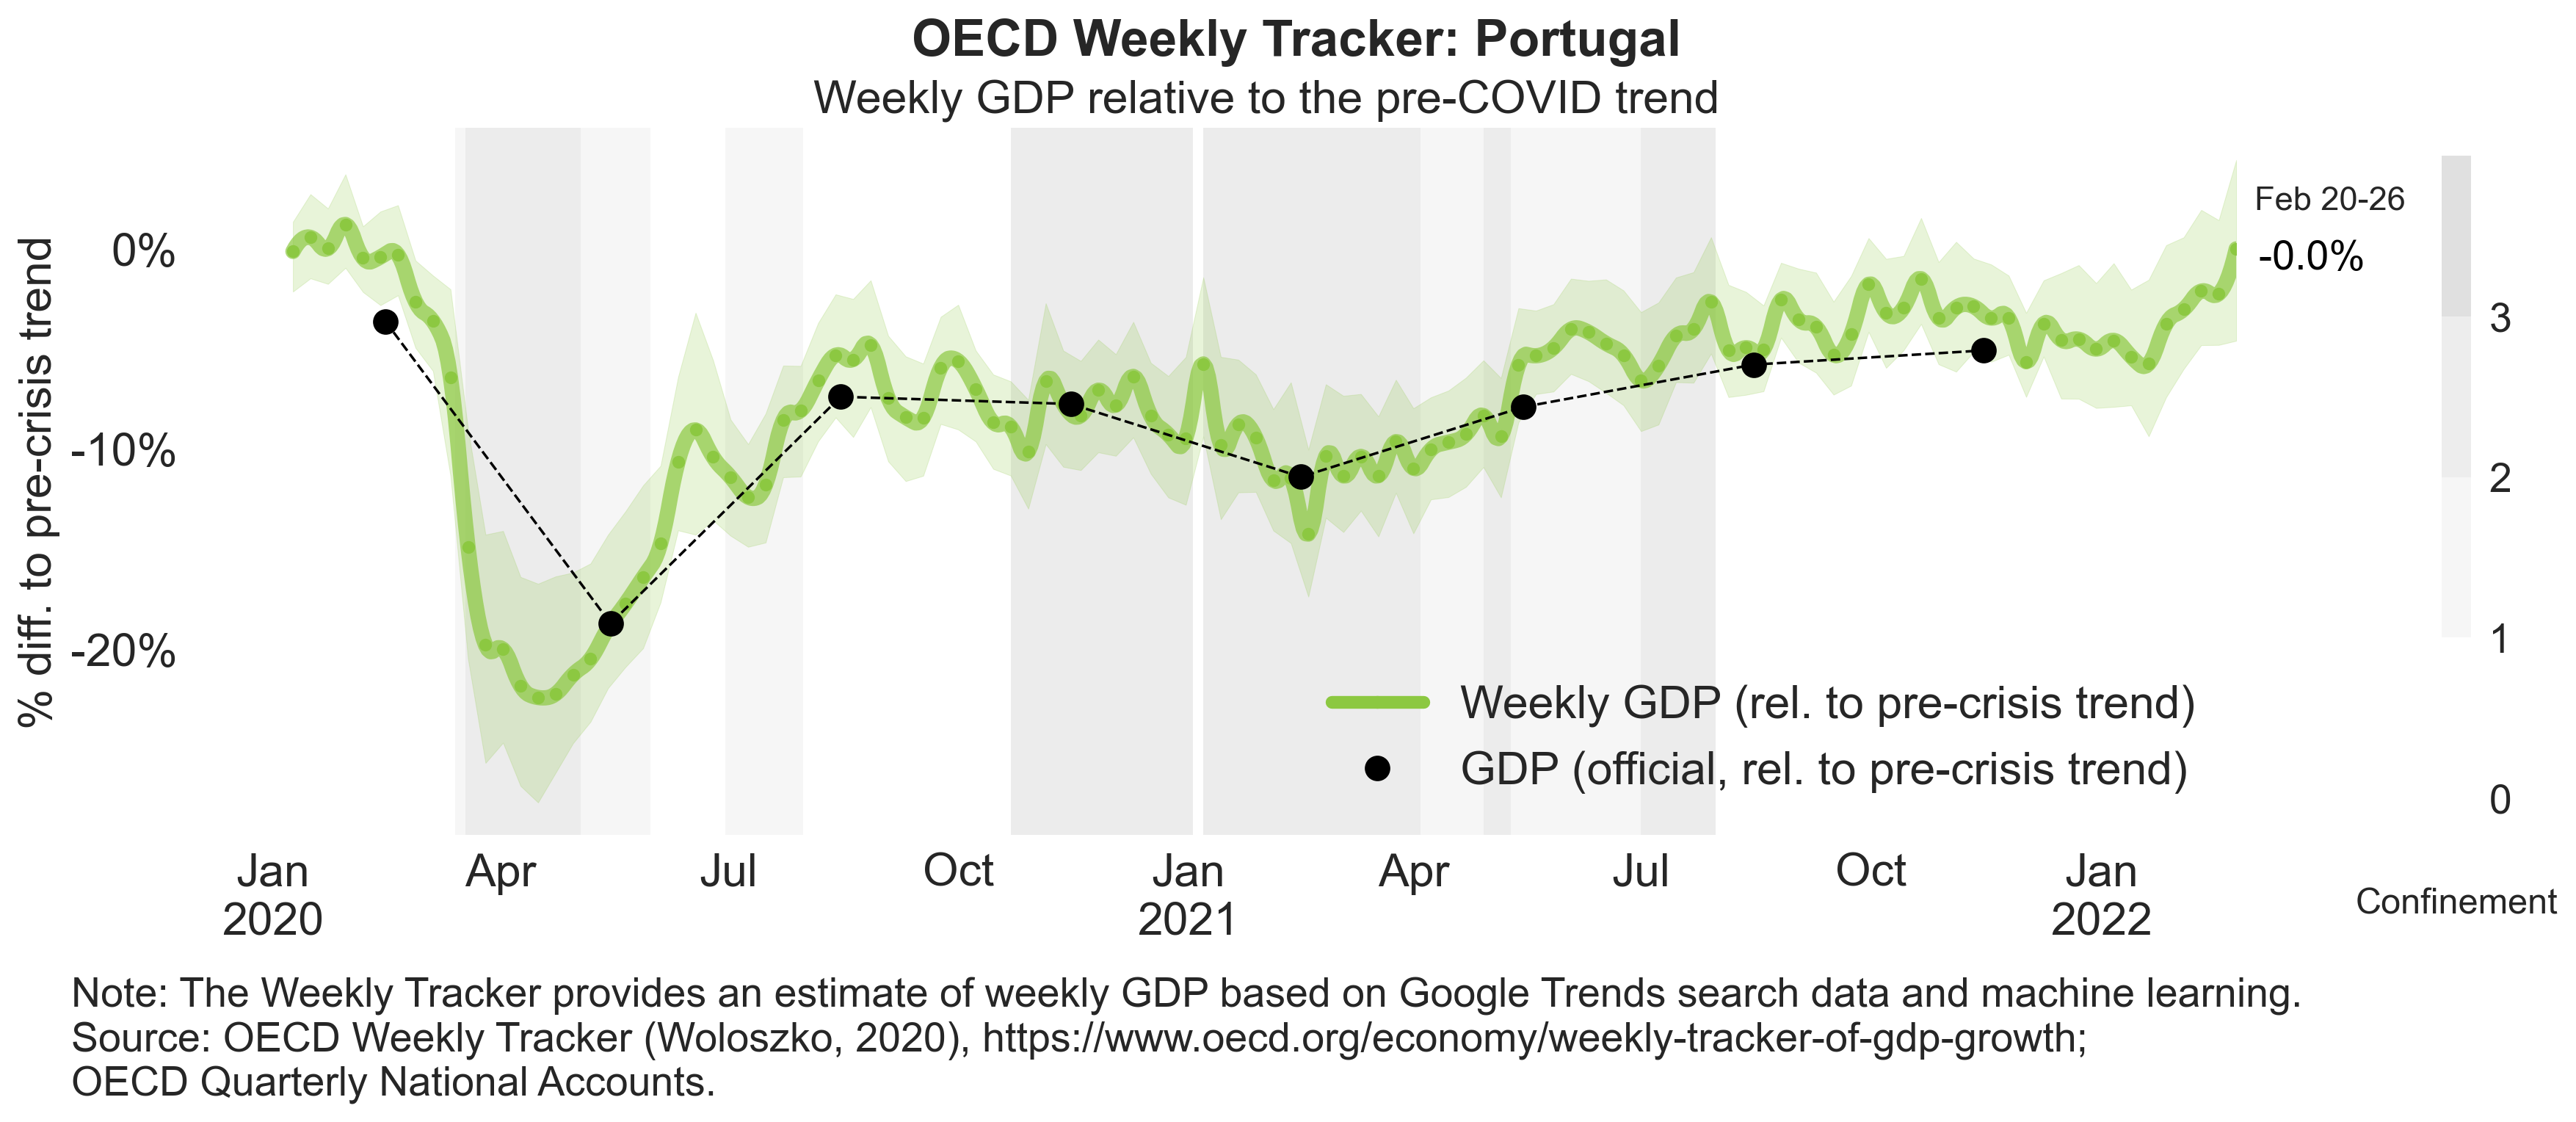 OECD Weekly Tracker: Portugal
Weekly GDP relative to the pre-COVID trend
% diff. to pre-crisis trend
0%
-10%
-20%
Feb 20-26
-0.0%
3
2
1
0
Confinement
Weekly GDP (rel. to pre-crisis trend)
GDP (official, rel. to pre-crisis trend)
Jan Apr Jul Oct Jan Apr Jul Oct Jan
2020 2021 2022
Note: The Weekly Tracker provides an estimate of weekly GDP based on Google Trends search data and machine learning.
Source: OECD Weekly Tracker (Woloszko, 2020), https://www.oecd.org/economy/weekly-tracker-of-gdp-growth;
OECD Quarterly National Accounts.